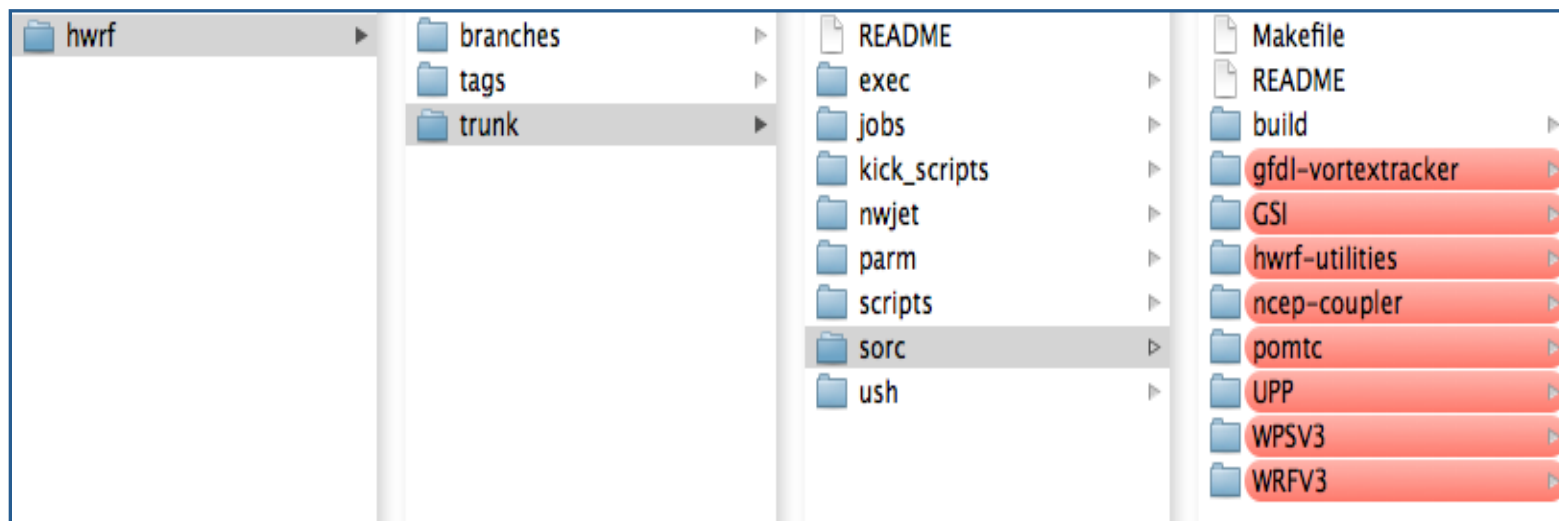 hwrf
branches
tags
trunk
README
exec
jobs
kick_scripts
nwjet
parm
scripts
sorc
ush
Makefile
README
build
gfdl-vortextracker
GSI
hwrf-utilities
ncep-coupler
pomtc
UPP
WPSV3
WRFV3